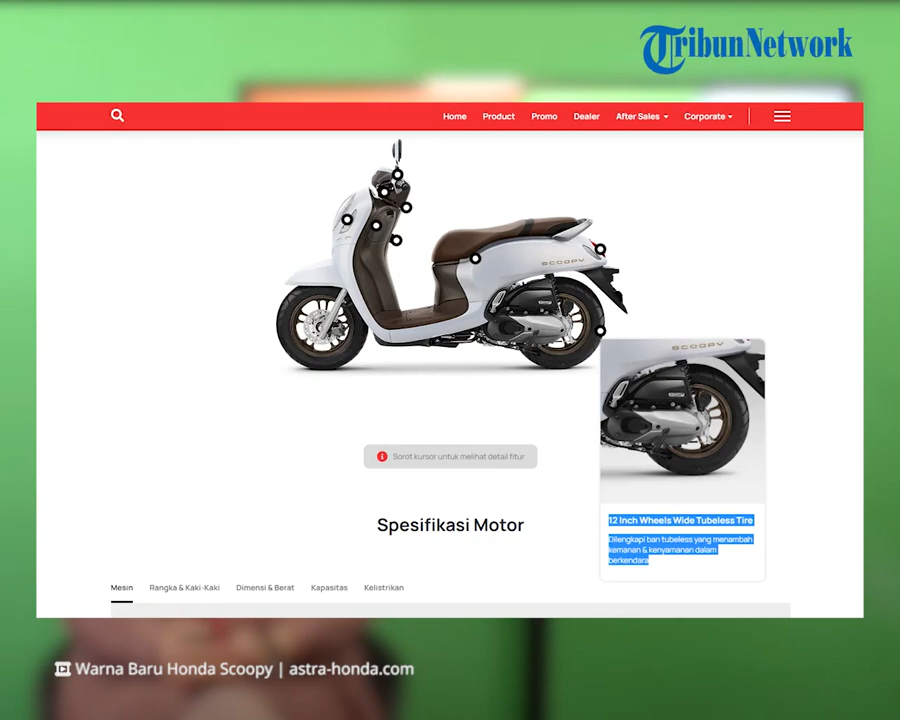 TribunNetwork
Home Product Promo Dealer After Sales Corporate
SCOOPY
SCOOPY
Sorot kursor untuk melihat detail fitur
12 Inch Wheels Wide Tubeless Tire
Dilengkapi ban tubeless yang menambah
kemanan & kenyamanan dalam
berkendara
Spesifikasi Motor
Mesin Rangka & Kaki-Kaki Dimensi & Berat Kapasitas Kelistrikan
Warna Baru Honda Scoopy | astra-honda.com